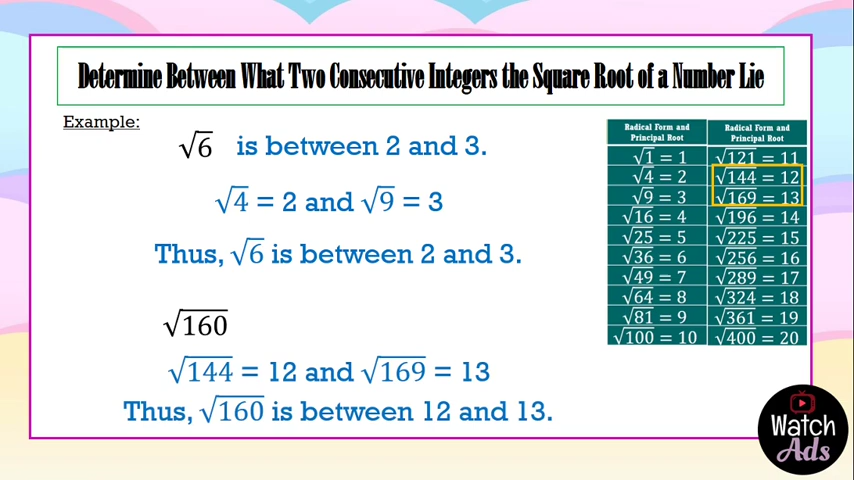 Determine Between What Two Consecutive Integers the Square Root of a Number Lie
Example:
√6 is between 2 and 3.
√4 = 2 and √9 = 3
Thus, √6 is between 2 and 3.
√160
√144 = 12 and √169 = 13
Thus, √160 is between 12 and 13.
Radical Form and Principal Root
Radical Form and Principal Root
√1 = 1 √121 = 11
√4 = 2 √144 = 12
√9 = 3 √169 = 13
√16 = 4 √196 = 14
√25 = 5 √225 = 15
√36 = 6 √256 = 16
√49 = 7 √289 = 17
√64 = 8 √324 = 18
√81 = 9 √361 = 19
√100 = 10 √400 = 20
Watch
Ads